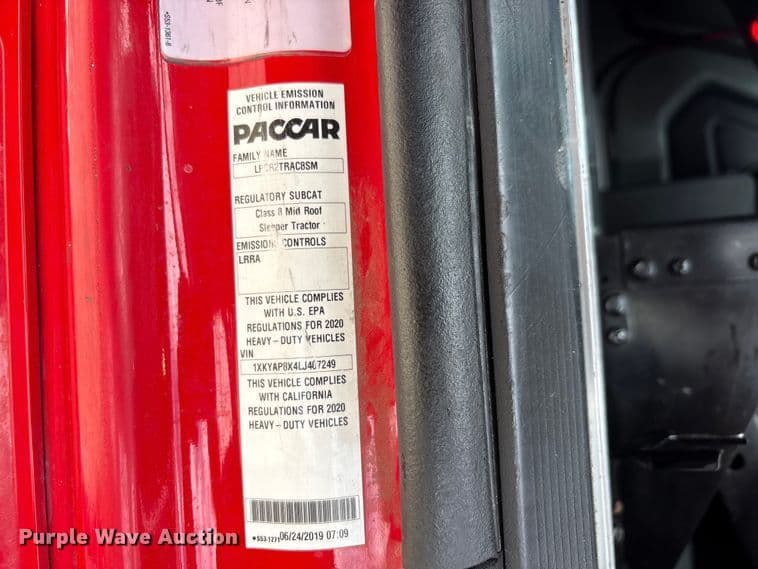 VEHICLE EMISSION
CONTROL INFORMATION
PACCAR
FAMILY NAME
REGULATORY SUBCAT
Class 8 Mid Roof
Sleeper Tractor
EMISSION CONTROLS
LRRA
THIS VEHICLE COMPLIES
WITH U.S. EPA
REGULATIONS FOR 2020
HEAVY-DUTY VEHICLES
VIN
1XKYAP8X4LJ407249
THIS VEHICLE COMPLIES
WITH CALIFORNIA
REGULATIONS FOR 2020
HEAVY-DUTY VEHICLES
•S53-1271 06/24/2019 07:09
Purple Wave Auction